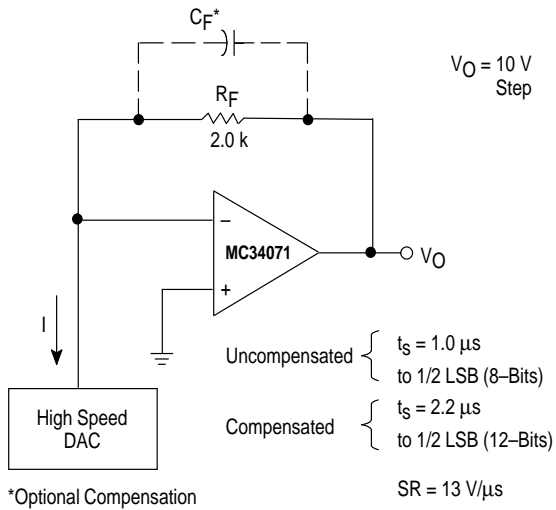 CF*
VO = 10 V
Step
RF
2.0 k
–
MC34071
VO
+
I
Uncompensated { tS = 1.0 μs
to 1/2 LSB (8–Bits)
Compensated { tS = 2.2 μs
to 1/2 LSB (12–Bits)
High Speed
DAC
SR = 13 V/μs
*Optional Compensation